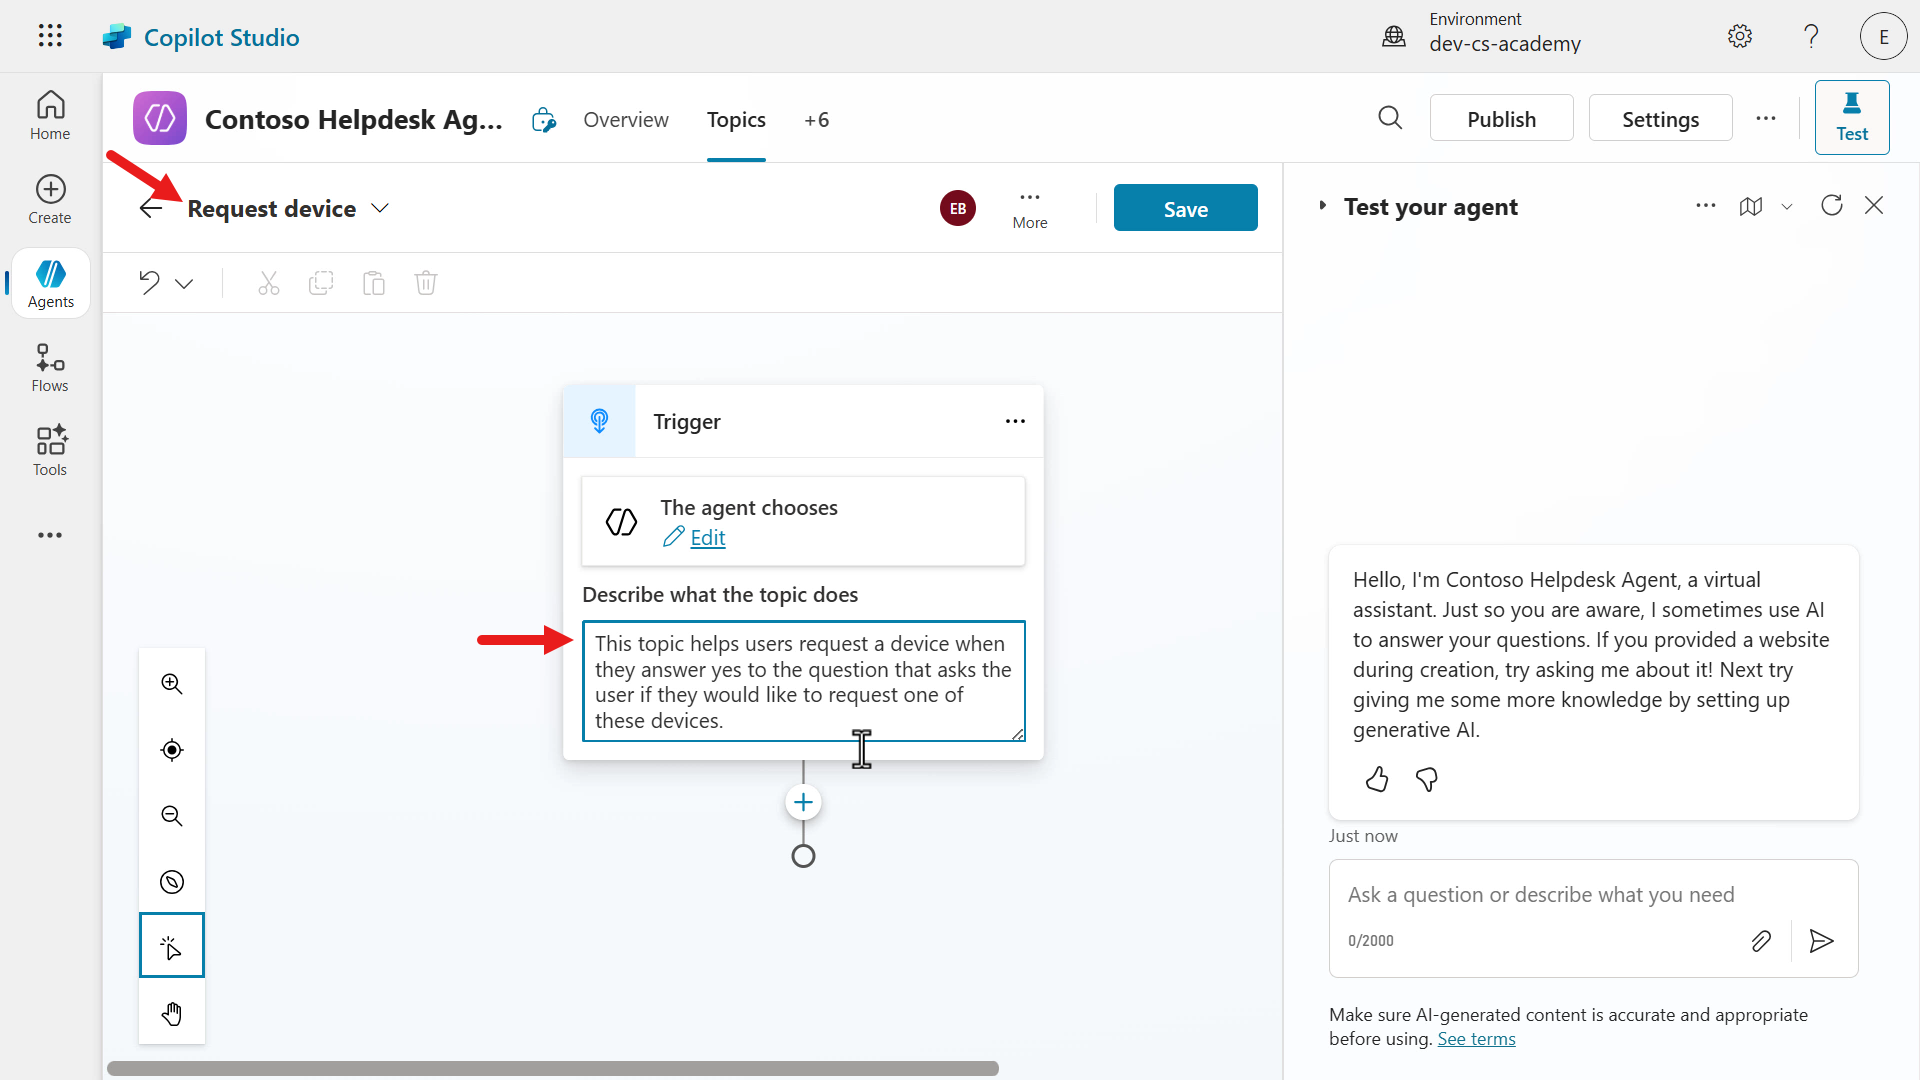 Copilot Studio
Environment
dev-cs-academy
E
Home
Create
Agents
Flows
Tools
Contoso Helpdesk Ag...
Overview
Topics
+6
Publish
Settings
Test
Request device
EB
More
Save
Trigger
The agent chooses
Edit
Describe what the topic does
This topic helps users request a device when
they answer yes to the question that asks the
user if they would like to request one of
these devices.
Test your agent
Hello, I'm Contoso Helpdesk Agent, a virtual
assistant. Just so you are aware, I sometimes use AI
to answer your questions. If you provided a website
during creation, try asking me about it! Next try
giving me some more knowledge by setting up
generative AI.
Just now
Ask a question or describe what you need
0/2000
Make sure AI-generated content is accurate and appropriate
before using. See terms